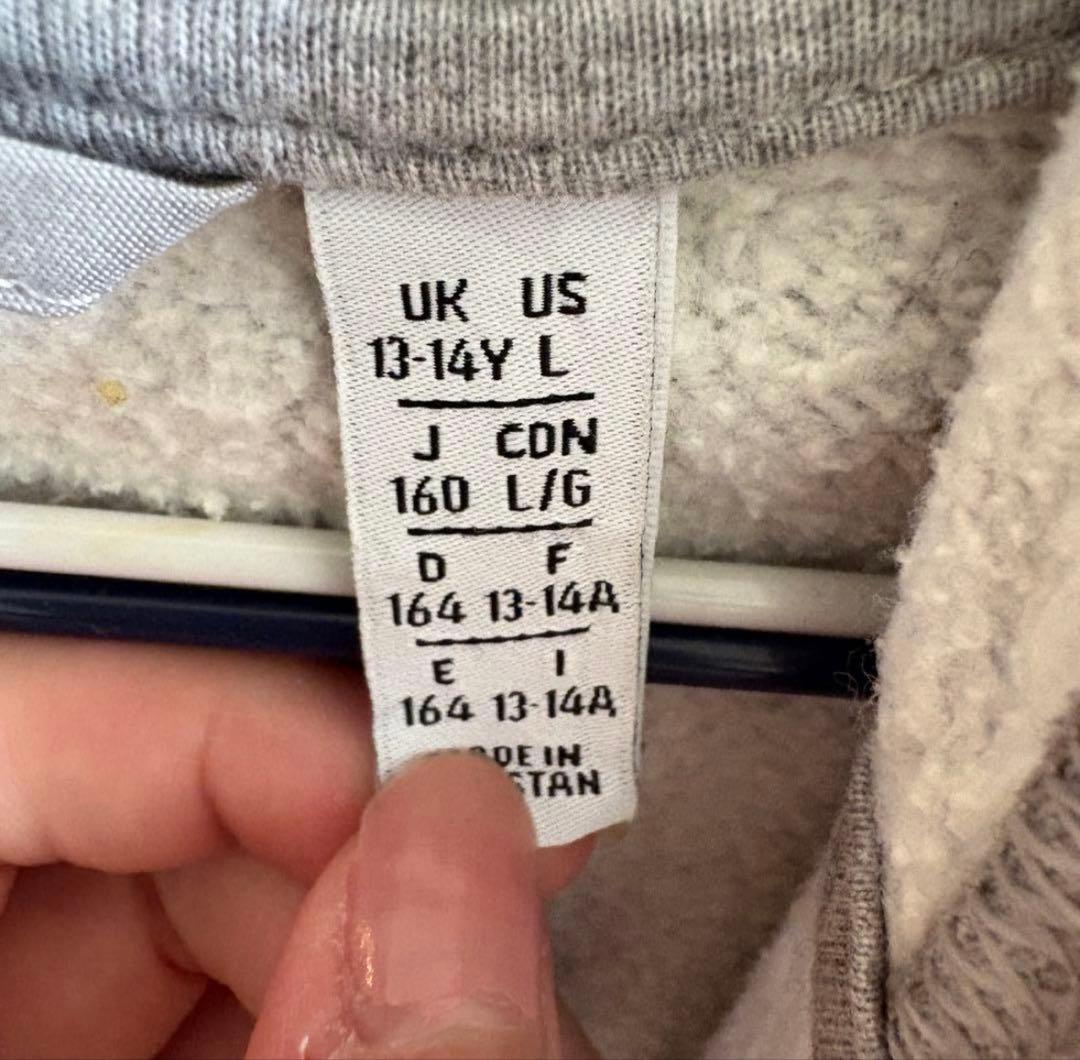 UK US
13-14Y L
J CDN
160 L/G
D F
164 13-14A
E I
164 13-14A
IN